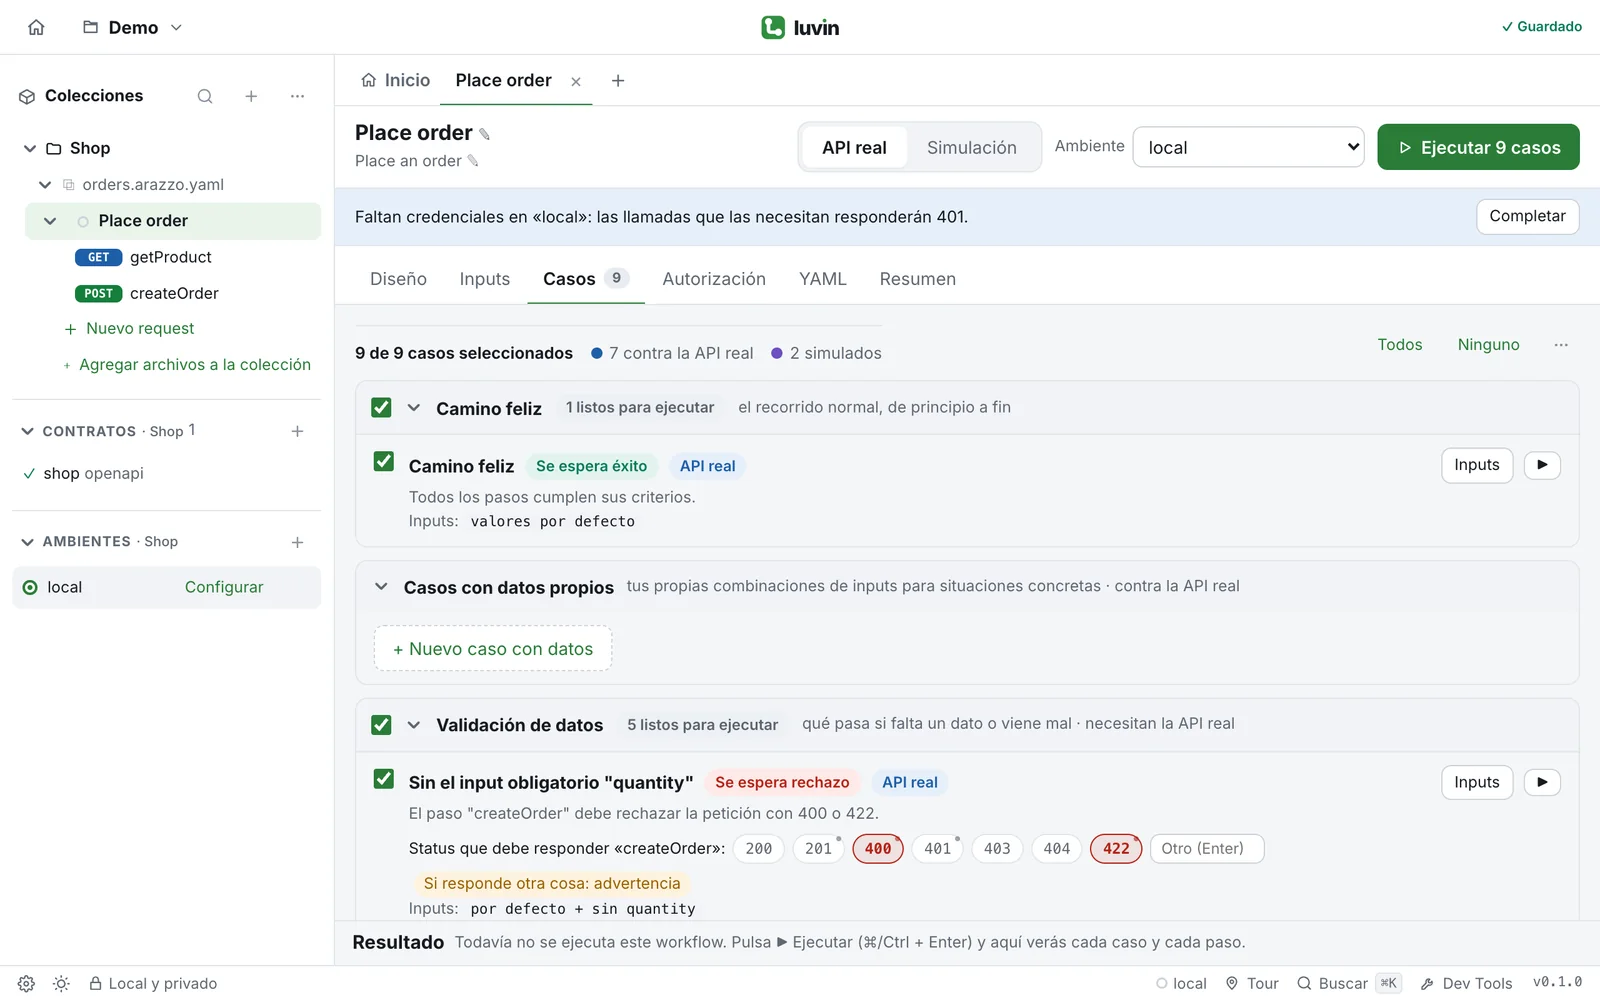 Demo
luvin
Guardado
Colecciones
Shop
orders.arazzo.yaml
Place order
GET getProduct
POST createOrder
+ Nuevo request
+ Agregar archivos a la colección
CONTRATOS · Shop 1
shop openapi
AMBIENTES · Shop
local Configurar
Inicio Place order
Place order
Place an order
API real Simulación Ambiente local Ejecutar 9 casos
Faltan credenciales en «local»: las llamadas que las necesitan responderán 401. Completar
Diseño Inputs Casos 9 Autorización YAML Resumen
9 de 9 casos seleccionados 7 contra la API real 2 simulados Todos Ninguno ...
Camino feliz 1 listos para ejecutar el recorrido normal, de principio a fin
Camino feliz Se espera éxito API real Inputs
Todos los pasos cumplen sus criterios.
Inputs: valores por defecto
Casos con datos propios tus propias combinaciones de inputs para situaciones concretas · contra la API real
+ Nuevo caso con datos
Validación de datos 5 listos para ejecutar qué pasa si falta un dato o viene mal · necesitan la API real
Sin el input obligatorio "quantity" Se espera rechazo API real Inputs
El paso "createOrder" debe rechazar la petición con 400 o 422.
Status que debe responder «createOrder»: 200 201 400 401 403 404 422 Otro (Enter)
Si responde otra cosa: advertencia
Inputs: por defecto + sin quantity
Resultado Todavía no se ejecuta este workflow. Pulsa ▶ Ejecutar (⌘/Ctrl + Enter) y aquí verás cada caso y cada paso.
Local y privado
local Tour Buscar ⌘K Dev Tools v0.1.0